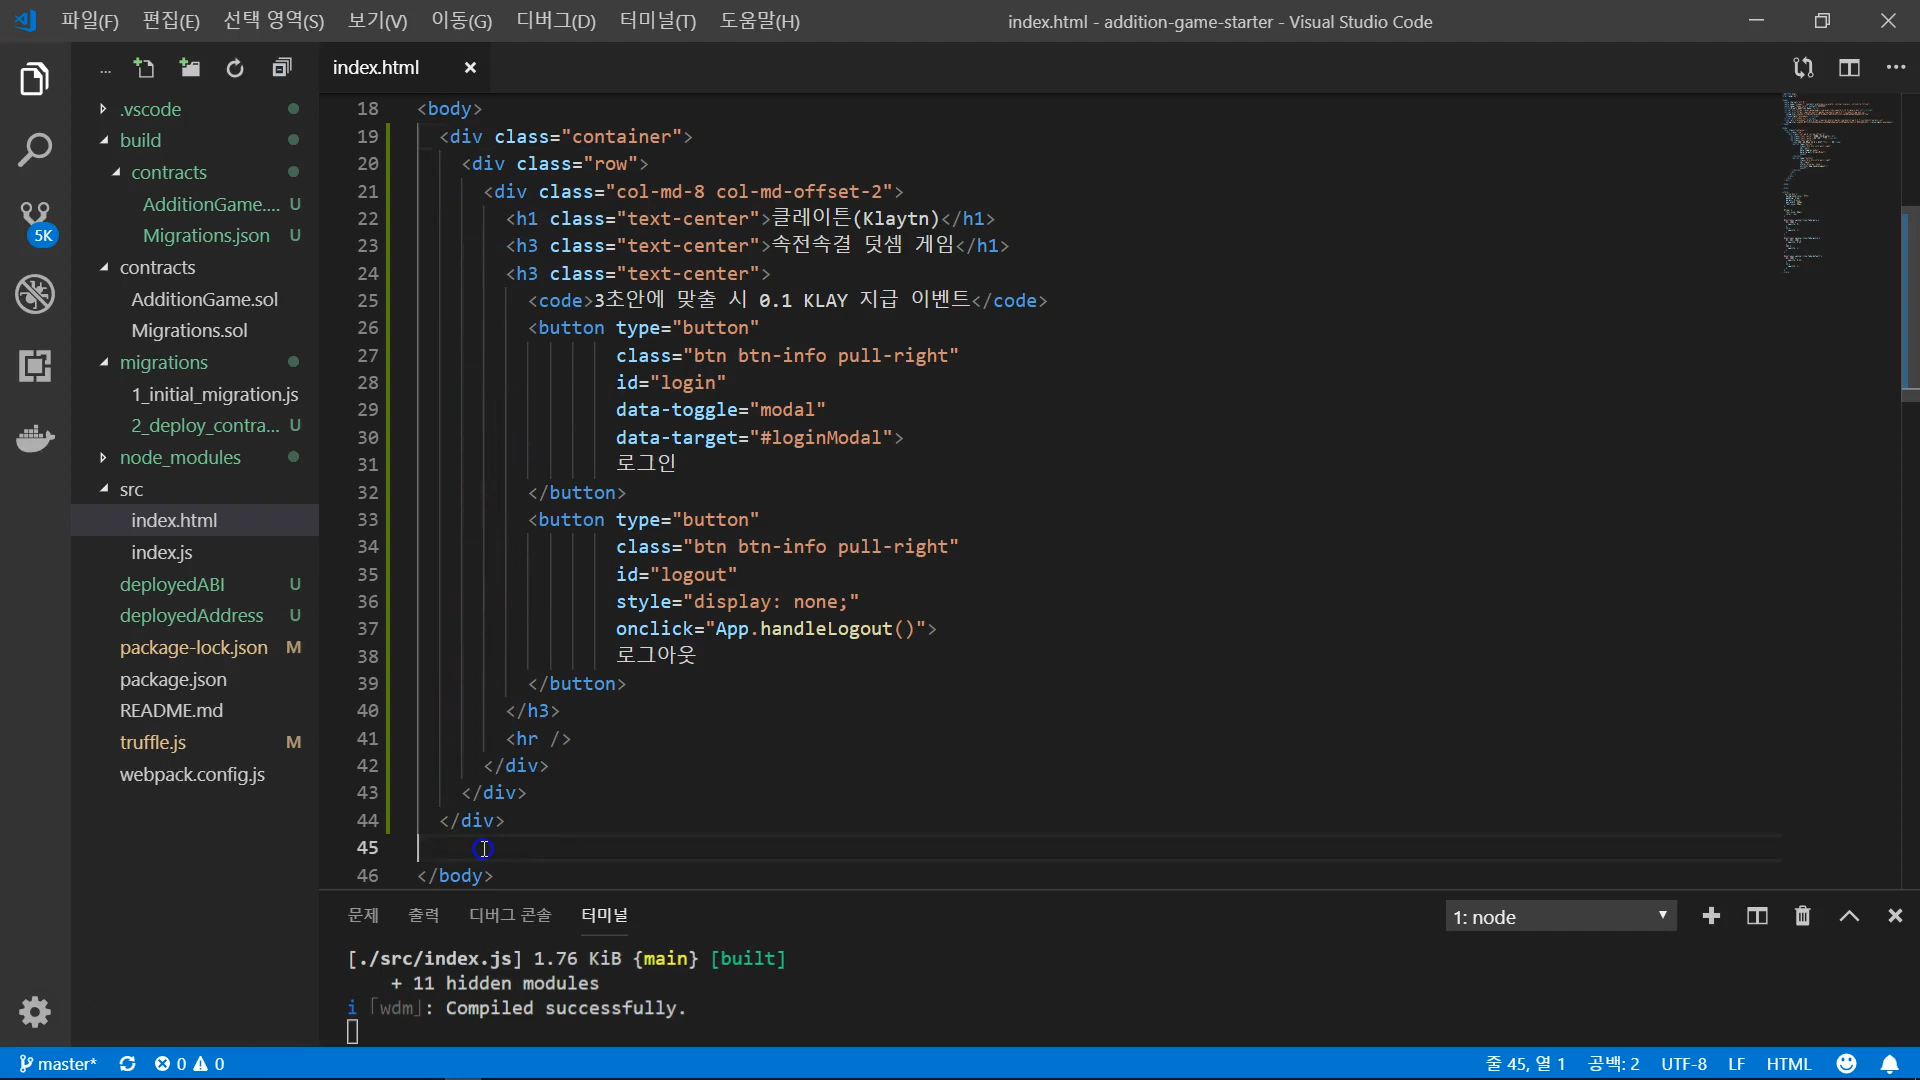 파일(F) 편집(E) 선택 영역(S) 보기(V) 이동(G) 디버그(D) 터미널(T) 도움말(H)
index.html - addition-game-starter - Visual Studio Code
...
index.html
.vscode
build
contracts
AdditionGame.... U
Migrations.json U
contracts
AdditionGame.sol
Migrations.sol
migrations
1_initial_migration.js
2_deploy_contra... U
node_modules
src
index.html
index.js
deployedABI U
deployedAddress U
package-lock.json M
package.json
README.md
truffle.js M
webpack.config.js
5K
18 <body>
19 <div class="container">
20 <div class="row">
21 <div class="col-md-8 col-md-offset-2">
22 <h1 class="text-center">클레이튼(Klaytn)</h1>
23 <h3 class="text-center">속전속결 덧셈 게임</h1>
24 <h3 class="text-center">
25 <code>3초안에 맞출 시 0.1 KLAY 지급 이벤트</code>
26 <button type="button"
27 class="btn btn-info pull-right"
28 id="login"
29 data-toggle="modal"
30 data-target="#loginModal">
31 로그인
32 </button>
33 <button type="button"
34 class="btn btn-info pull-right"
35 id="logout"
36 style="display: none;"
37 onclick="App.handleLogout()">
38 로그아웃
39 </button>
40 </h3>
41 <hr />
42 </div>
43 </div>
44 </div>
45
46 </body>
문제 출력 디버그 콘솔 터미널
1: node
[./src/index.js] 1.76 KiB {main} [built]
+ 11 hidden modules
i ｢wdm｣: Compiled successfully.
master* 0 0
줄 45, 열 1 공백: 2 UTF-8 LF HTML